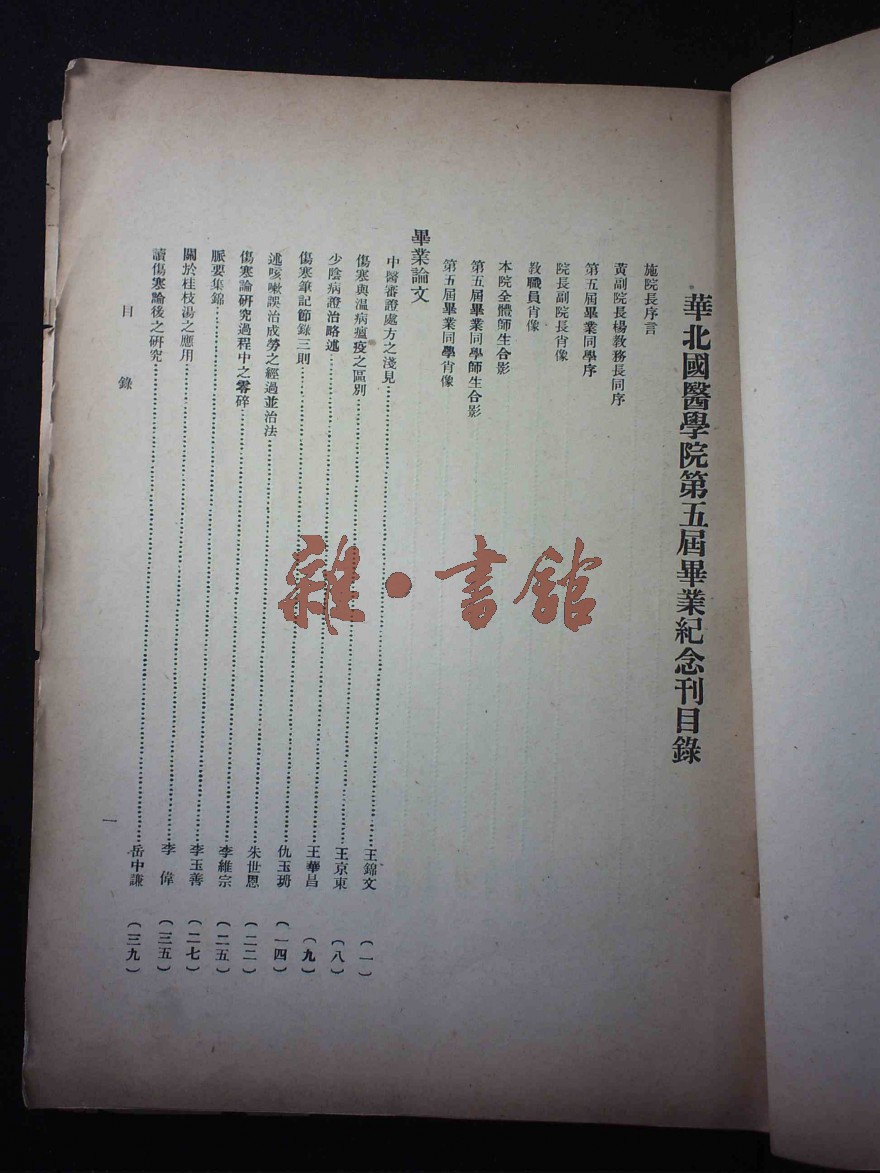 華北國醫學院第五屆畢業紀念刊目錄
施院長序言
黃副院長楊教務長同序
第五屆畢業同學序
院長副院長肖像
教職員肖像
本院全體師生合影
第五屆畢業同學師生合影
第五屆畢業同學肖像
畢業論文
中醫審證處方之淺見……王錦文(一)
傷寒與温病瘟疫之區別……王京東(八)
少陰病證治略述……王華昌(九)
傷寒筆記節錄三則……仇玉(一四)
述咳嗽誤治成勞之經過並治法……朱世恩(二二)
傷寒論研究過程中之零碎……李維宗(二五)
脈要集錦……李玉善(二七)
關於桂枝湯之應用……李 偉(三五)
讀傷寒論後之研究……岳中謙(三九)
目 錄
一
雜·書館